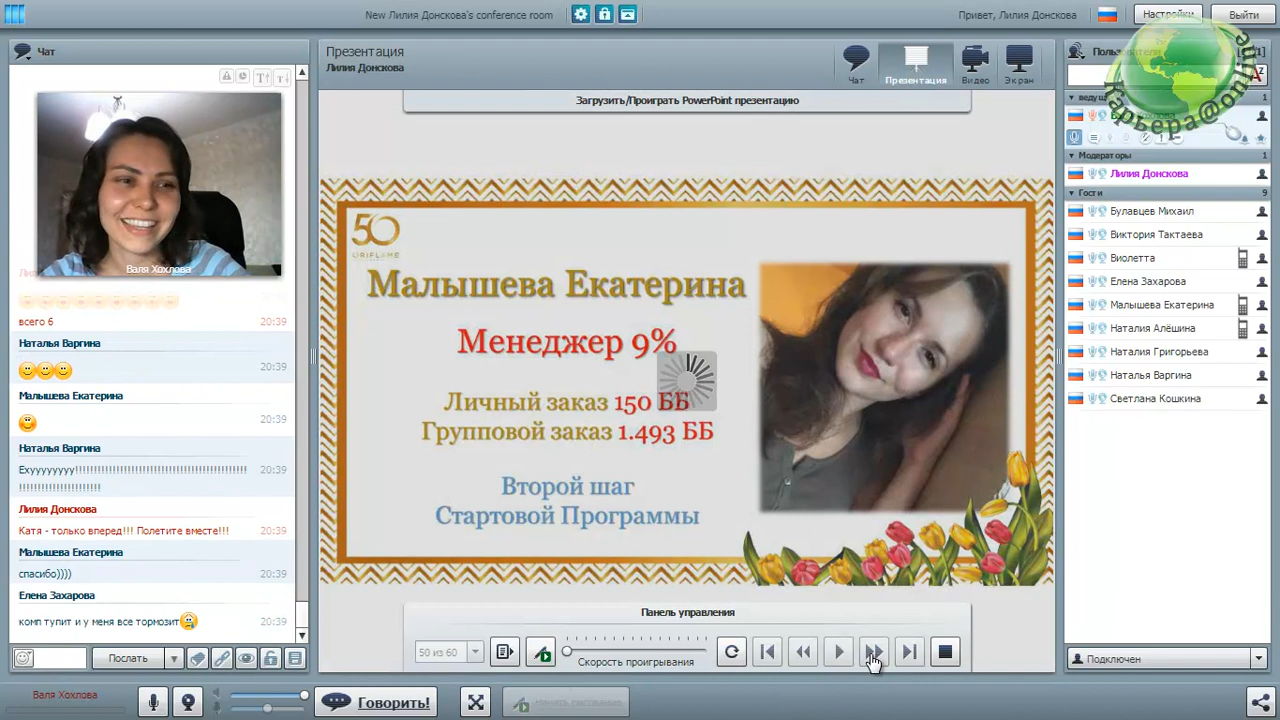 New Лилия Донскова's conference room
Привет, Лилия Донскова
Настройки
Выйти
карьера@online
Чат
Валя Хохлова
всего 6
20:39
Наталья Варгина
20:39
Малышева Екатерина
20:39
Наталья Варгина
Ехууууууу!!!!!!!!!!!!!!!!!!!!!!!!!!!!!!!!!!!!!!!!!!!!!!!
20:39
!!!!!!!!!!!!!!!!!!!!!!
Лилия Донскова
Катя - только вперед!!! Полетите вместе!!!
20:39
Малышева Екатерина
спасибо))))
20:39
Елена Захарова
комп тупит и у меня все тормозит
20:39
Послать
Презентация
Лилия Донскова
Чат
Презентация
Видео
Экран
Загрузить/Проиграть PowerPoint презентацию
50
ORIFLAME
Малышева Екатерина
Менеджер 9%
Личный заказ 150 ББ
Групповой заказ 1.493 ББ
Второй шаг
Стартовой Программы
Панель управления
50 из 60
Скорость проигрывания
Модераторы
1
Лилия Донскова
Гости
9
Булавцев Михаил
Виктория Тактаева
Виолетта
Елена Захарова
Малышева Екатерина
Наталия Алёшина
Наталия Григорьева
Наталья Варгина
Светлана Кошкина
Подключен
Валя Хохлова
Говорить!